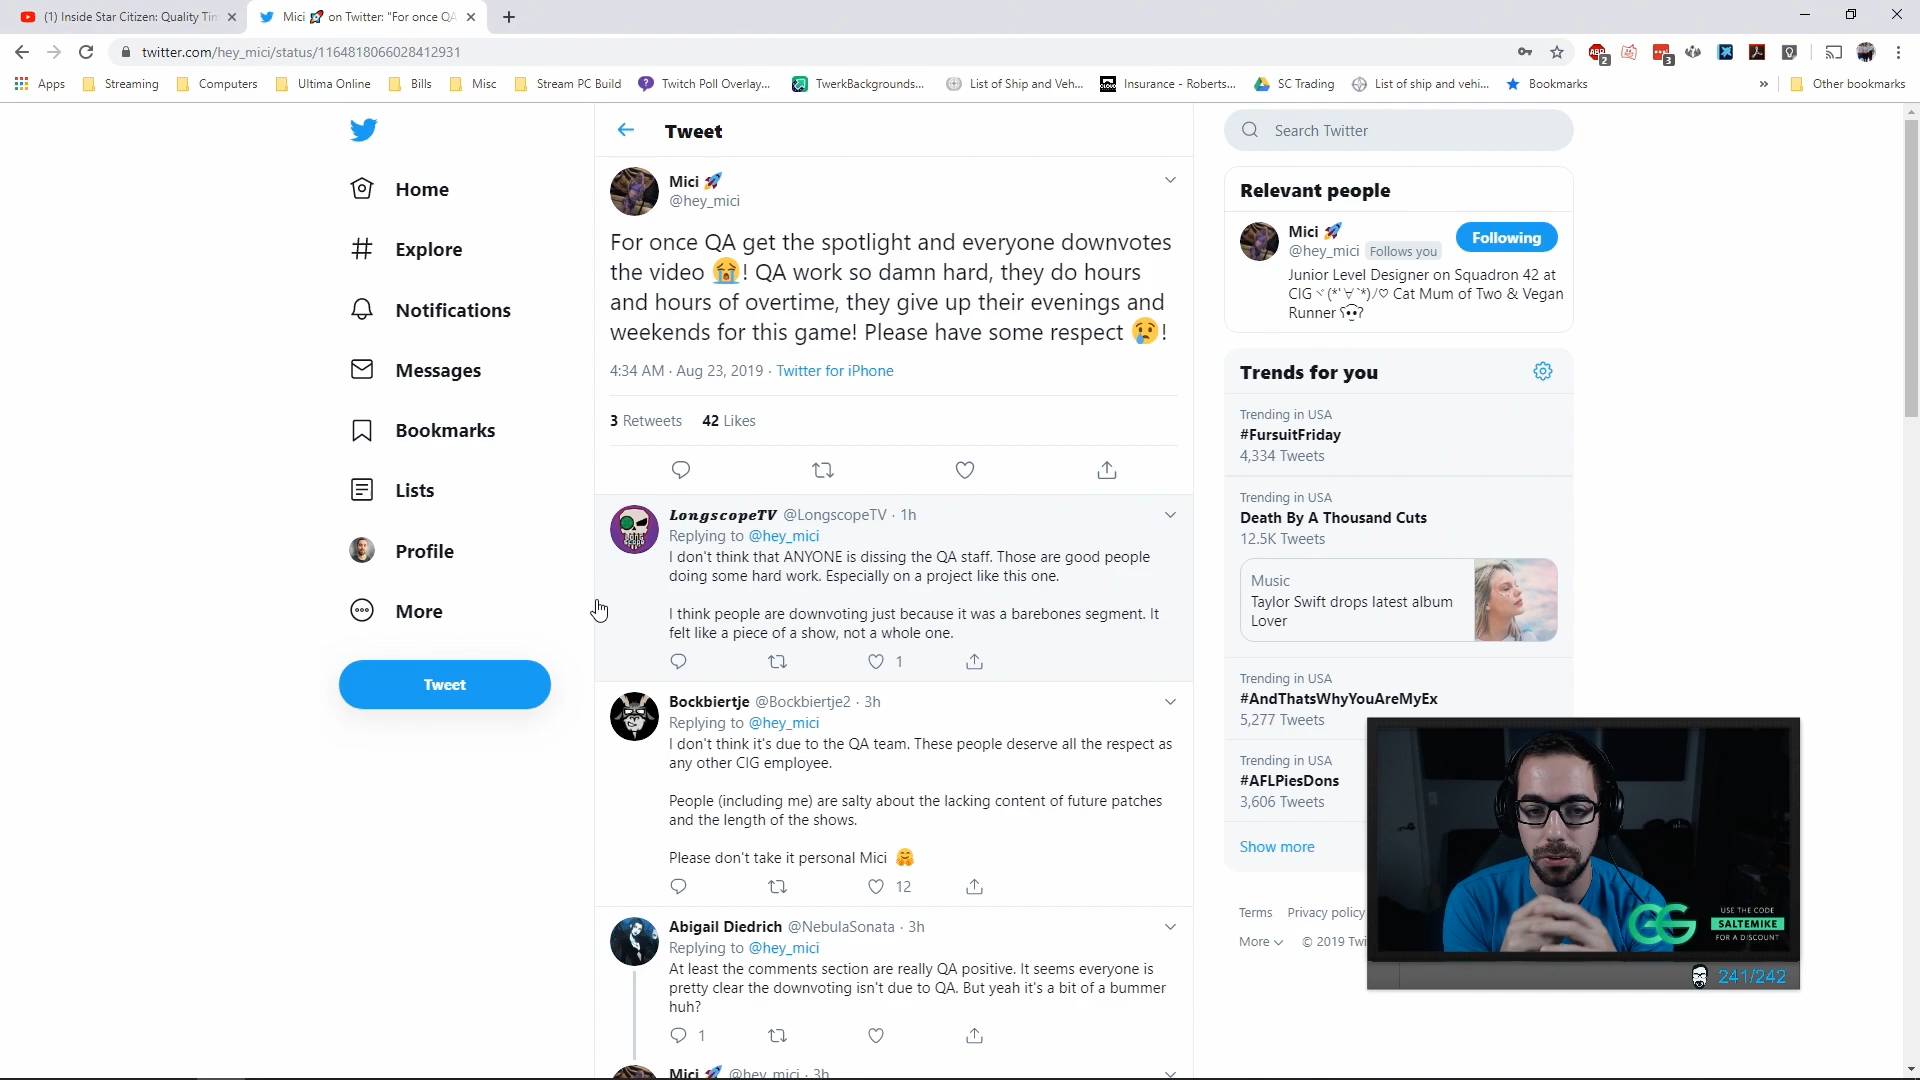 (1) Inside Star Citizen: Quality Tim
Mici 🚀 on Twitter: "For once QA
twitter.com/hey_mici/status/1164818066028412931
Apps
Streaming
Computers
Ultima Online
Bills
Misc
Stream PC Build
Twitch Poll Overlay...
TwerkBackgrounds...
List of Ship and Veh...
Insurance - Roberts...
SC Trading
List of ship and vehi...
Bookmarks
»
Other bookmarks
Home
Explore
Notifications
Messages
Bookmarks
Lists
Profile
More
Tweet
Tweet
Mici 🚀
@hey_mici
For once QA get the spotlight and everyone downvotes
the video 😭! QA work so damn hard, they do hours
and hours of overtime, they give up their evenings and
weekends for this game! Please have some respect 😢!
4:34 AM · Aug 23, 2019 · Twitter for iPhone
3 Retweets 42 Likes
LongscopeTV @LongscopeTV · 1h
Replying to @hey_mici
I don't think that ANYONE is dissing the QA staff. Those are good people
doing some hard work. Especially on a project like this one.
I think people are downvoting just because it was a barebones segment. It
felt like a piece of a show, not a whole one.
1
Bockbiertje @Bockbiertje2 · 3h
Replying to @hey_mici
I don't think it's due to the QA team. These people deserve all the respect as
any other CIG employee.
People (including me) are salty about the lacking content of future patches
and the length of the shows.
Please don't take it personal Mici 🤗
12
Abigail Diedrich @NebulaSonata · 3h
Replying to @hey_mici
At least the comments section are really QA positive. It seems everyone is
pretty clear the downvoting isn't due to QA. But yeah it's a bit of a bummer
huh?
1
Mici 🚀 @hey_mici · 3h
Search Twitter
Relevant people
Mici 🚀
@hey_mici Follows you
Following
Junior Level Designer on Squadron 42 at
CIGヾ(*'∀`*)/♡ Cat Mum of Two & Vegan
Runner
Trends for you
Trending in USA
#FursuitFriday
4,334 Tweets
Trending in USA
Death By A Thousand Cuts
12.5K Tweets
Music
Taylor Swift drops latest album
Lover
Trending in USA
#AndThatsWhyYouAreMyEx
5,277 Tweets
Trending in USA
#AFLPiesDons
3,606 Tweets
Show more
Terms Privacy policy
More © 2019 Twi
GG
USE THE CODE
SALTEMIKE
FOR A DISCOUNT
241/242